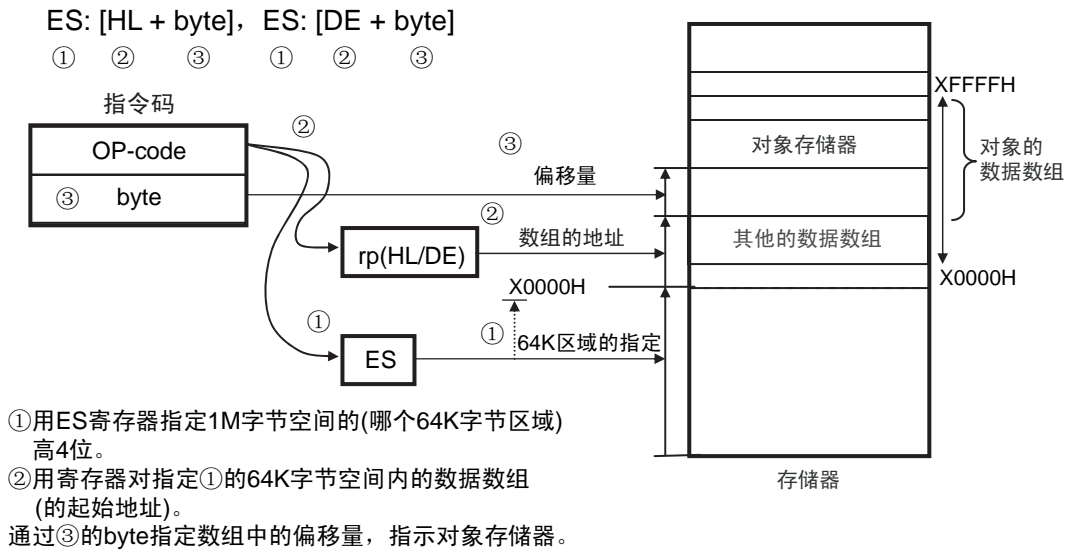 ES: [HL + byte]，ES: [DE + byte]
① ② ③ ① ② ③
指令码
OP-code
③ byte
②
③
偏移量
②
数组的地址
rp(HL/DE)
X0000H
①
①
64K区域的指定
ES
XFFFFH
对象存储器
对象的
数据数组
其他的数据数组
X0000H
存储器
①用ES寄存器指定1M字节空间的(哪个64K字节区域)
高4位。
②用寄存器对指定①的64K字节空间内的数据数组
(的起始地址)。
通过③的byte指定数组中的偏移量，指示对象存储器。